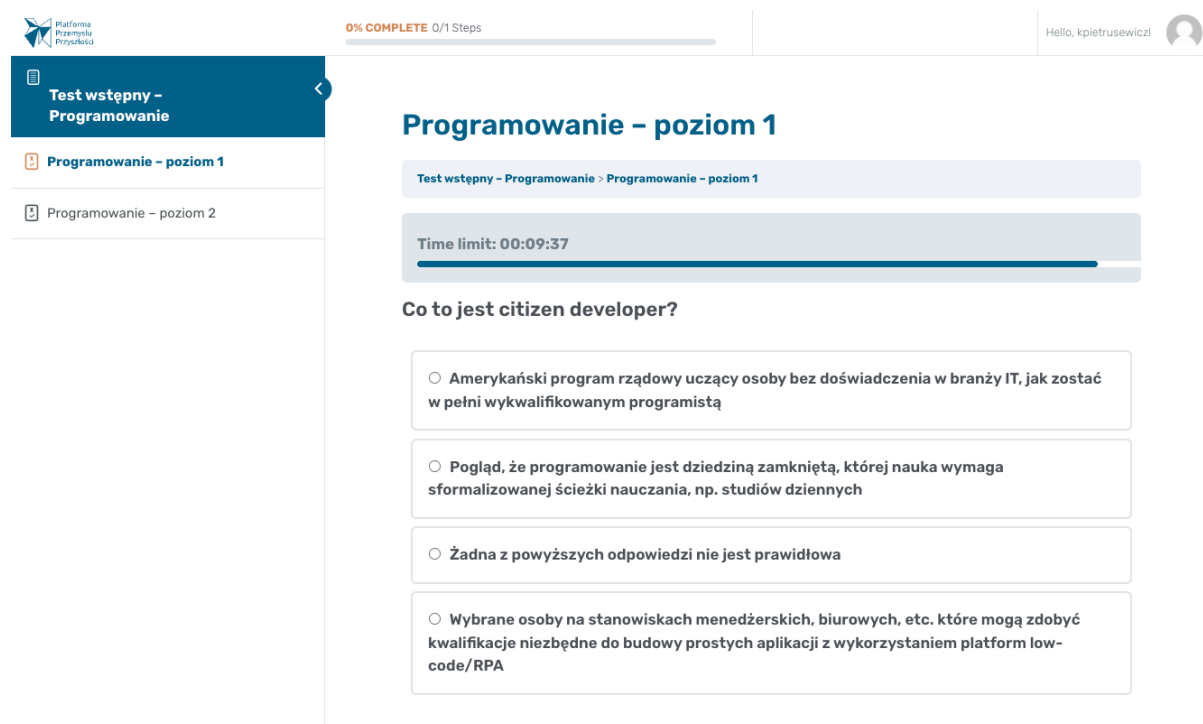 Platforma
Przemysłu
Przyszłości
0% COMPLETE 0/1 Steps
Hello, kpietrusewicz!
Test wstępny –
Programowanie
Programowanie – poziom 1
Programowanie – poziom 2
Programowanie – poziom 1
Test wstępny – Programowanie > Programowanie – poziom 1
Time limit: 00:09:37
Co to jest citizen developer?
Amerykański program rządowy uczący osoby bez doświadczenia w branży IT, jak zostać
w pełni wykwalifikowanym programistą
Pogląd, że programowanie jest dziedziną zamkniętą, której nauka wymaga
sformalizowanej ścieżki nauczania, np. studiów dziennych
Żadna z powyższych odpowiedzi nie jest prawidłowa
Wybrane osoby na stanowiskach menedżerskich, biurowych, etc. które mogą zdobyć
kwalifikacje niezbędne do budowy prostych aplikacji z wykorzystaniem platform low-
code/RPA